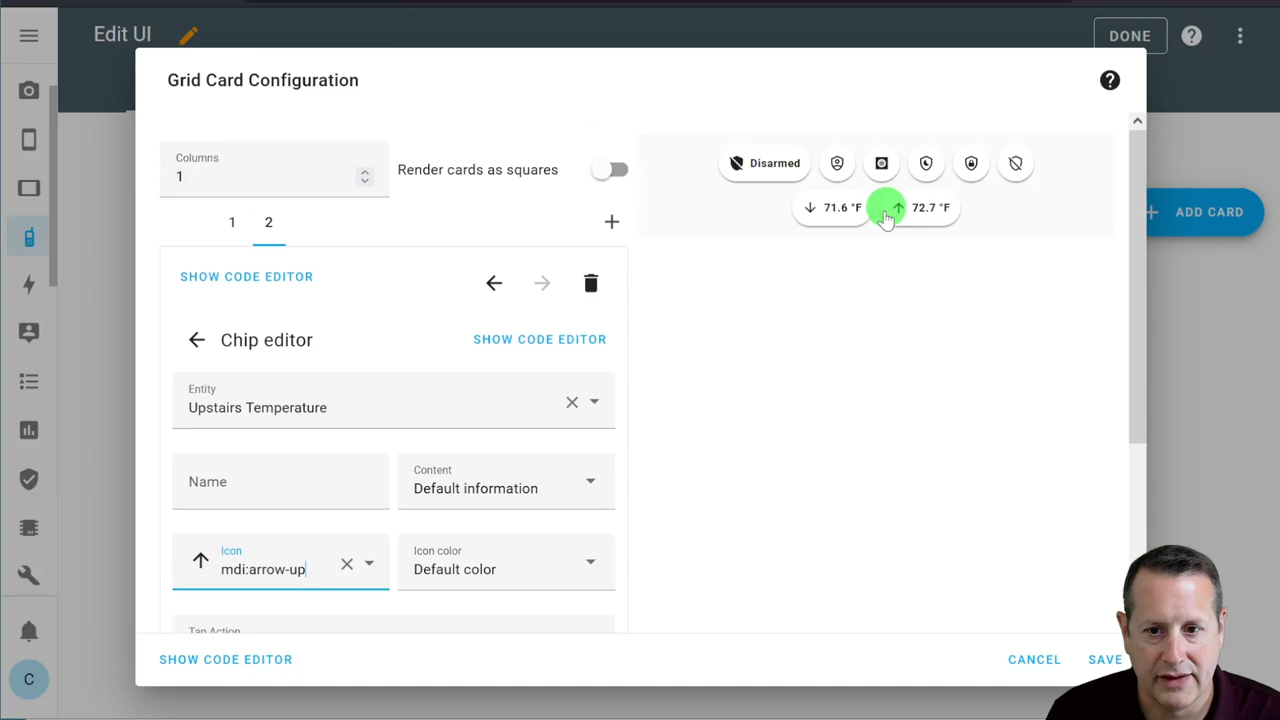 Edit UI
DONE
Grid Card Configuration
Columns
1
Render cards as squares
Disarmed
71.6 °F
72.7 °F
1
2
ADD CARD
SHOW CODE EDITOR
Chip editor
SHOW CODE EDITOR
Entity
Upstairs Temperature
Name
Content
Default information
Icon
mdi:arrow-up
Icon color
Default color
Tap Action
SHOW CODE EDITOR
CANCEL
SAVE
C